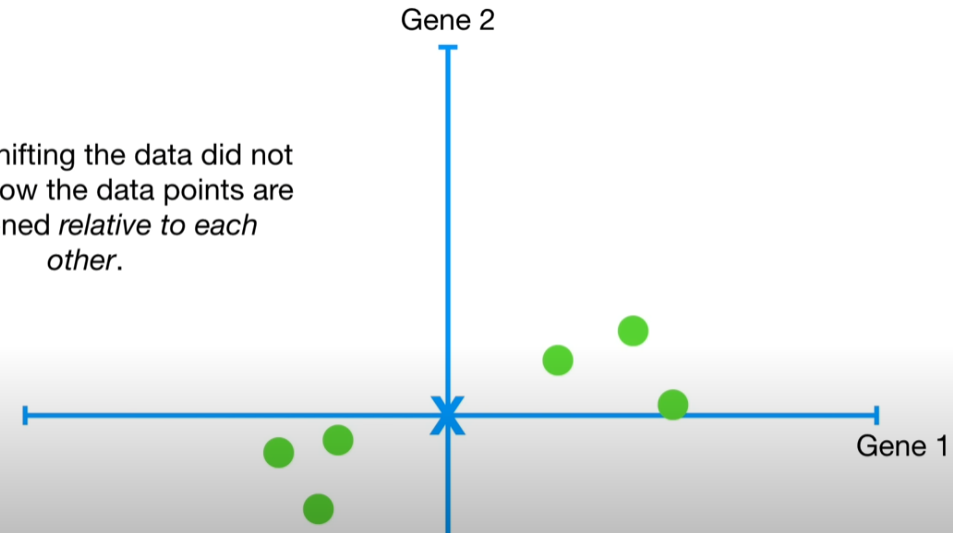 Gene 2
hifting the data did not
ow the data points are
ned relative to each
other.
X
Gene 1